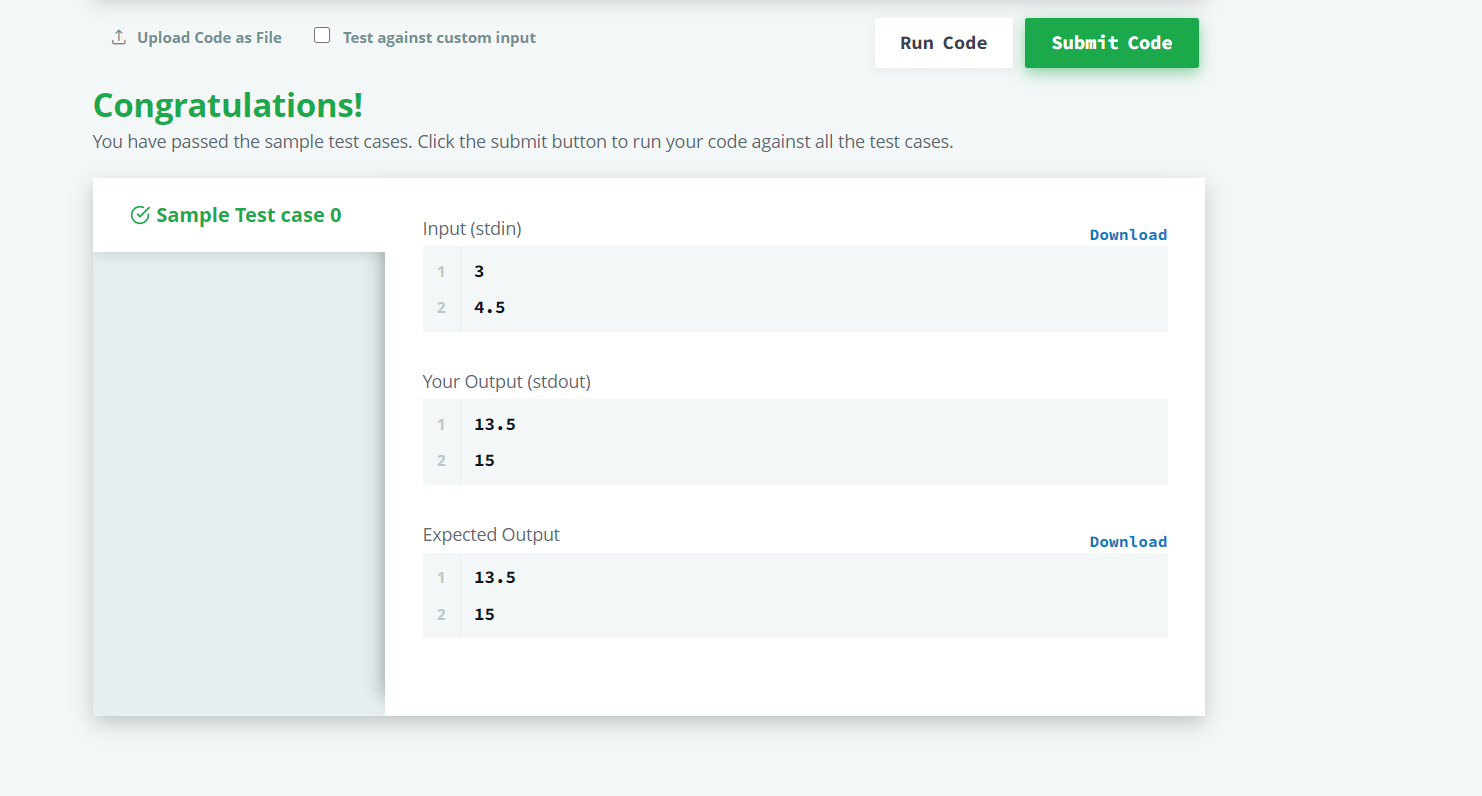 Upload Code as File Test against custom input Run Code Submit Code
Congratulations!
You have passed the sample test cases. Click the submit button to run your code against all the test cases.
Sample Test case 0
Input (stdin)
Download
1 3
2 4.5
Your Output (stdout)
1 13.5
2 15
Expected Output
Download
1 13.5
2 15